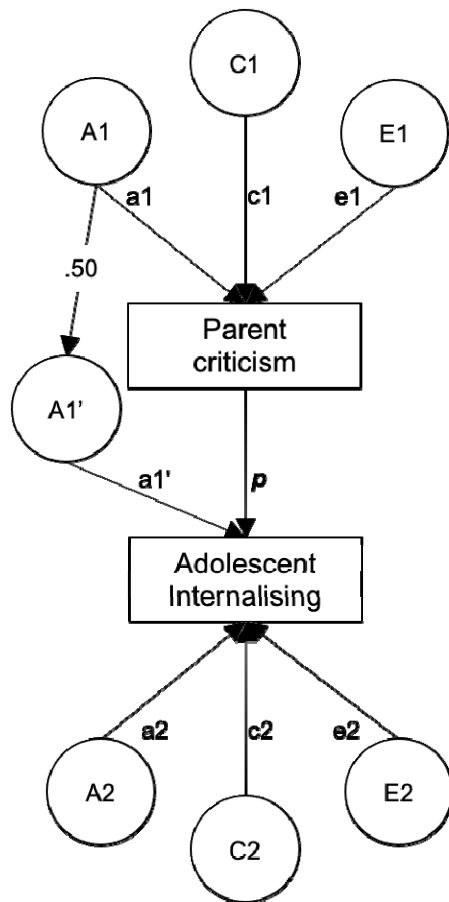 C1
A1
E1
a1
c1
e1
.50
Parent
criticism
A1’
a1'
p
Adolescent
Internalising
a2
c2
e2
A2
E2
C2